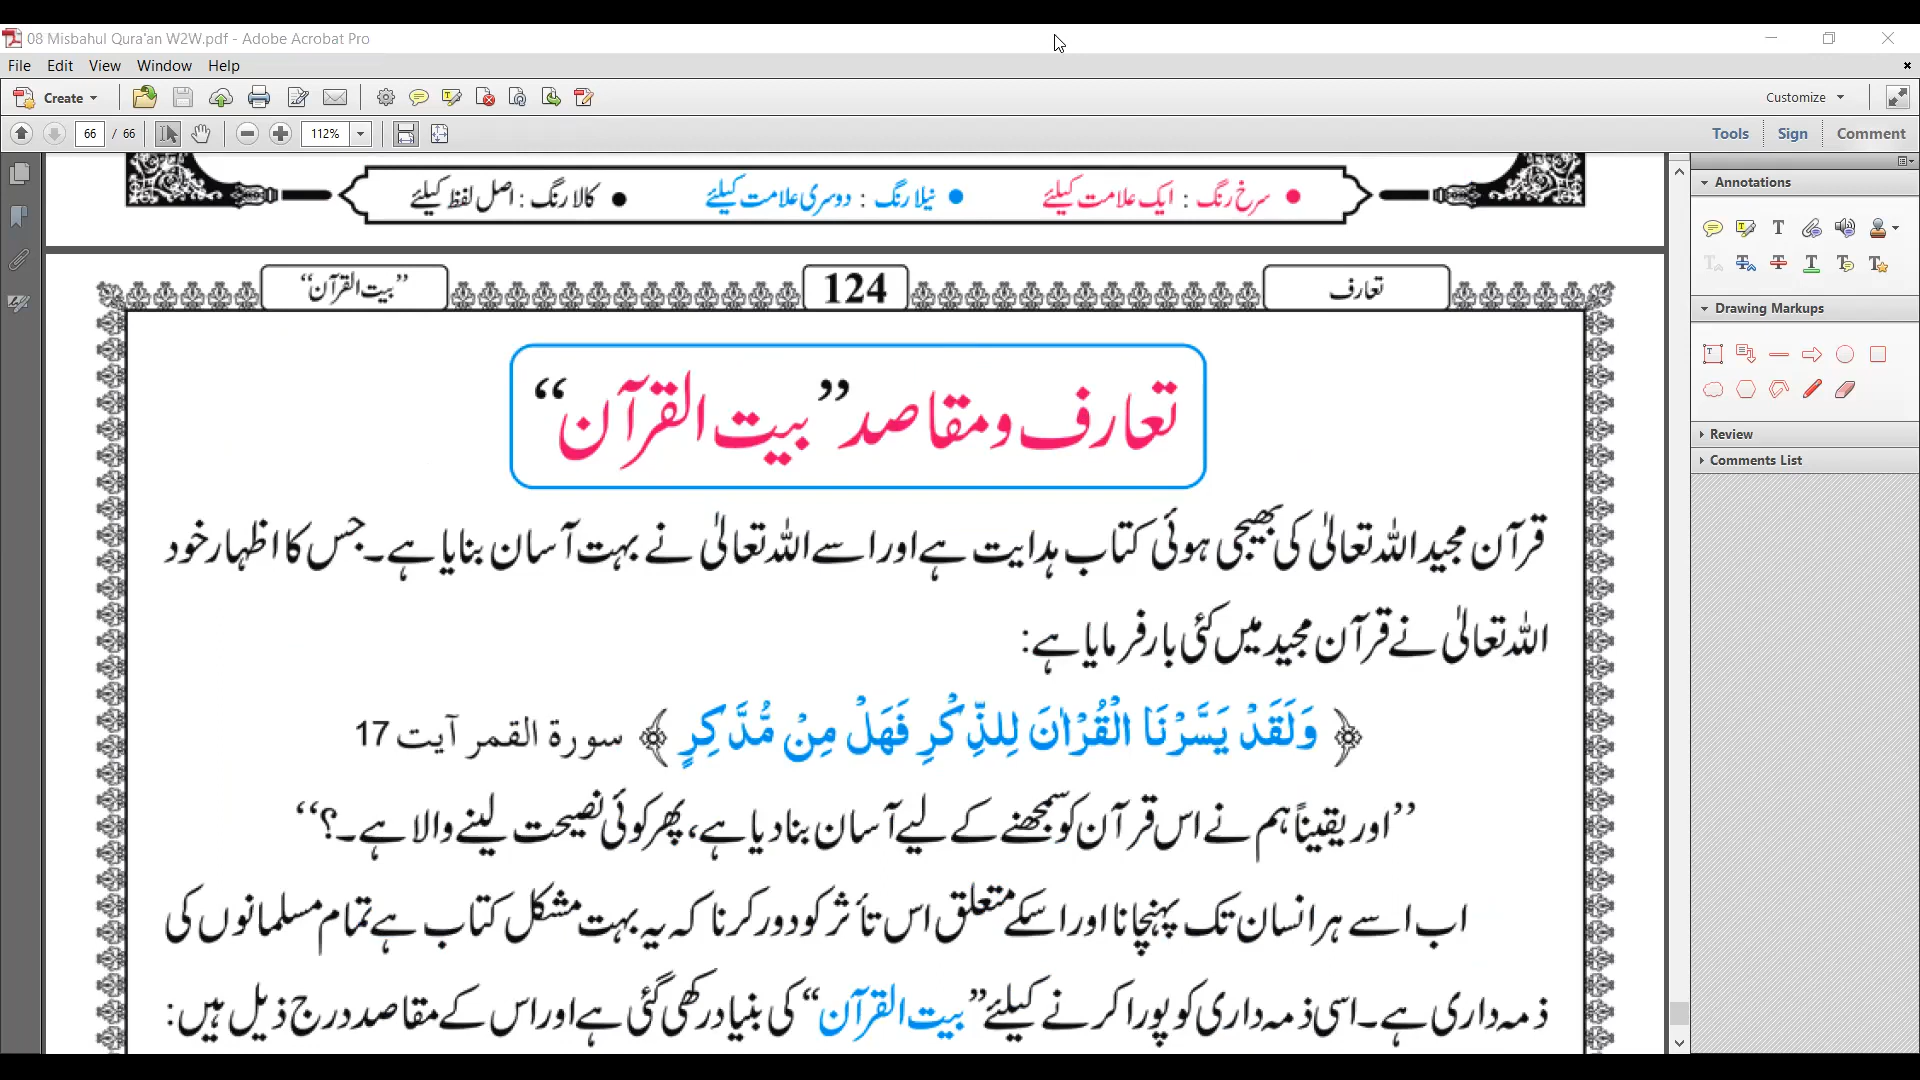 08 Misbahul Qura'an W2W.pdf - Adobe Acrobat Pro
File Edit View Window Help
Create Customize
66 / 66 112% Tools Sign Comment
Annotations
Drawing Markups
Review
Comments List
● سرخ رنگ : ایک علامت کیلئے ● نیلا رنگ : دوسری علامت کیلئے ● کالا رنگ : اصل لفظ کیلئے
تعارف 124 ”بیت القرآن“
تعارف و مقاصد ”بیت القرآن“
قرآن مجید اللہ تعالیٰ کی بھیجی ہوئی کتاب ہدایت ہے اور اسے اللہ تعالیٰ نے بہت آسان بنایا ہے۔ جس کا اظہار خود
اللہ تعالیٰ نے قرآن مجید میں کئی بار فرمایا ہے:
﴿ وَلَقَدْ يَسَّرْنَا الْقُرْاٰنَ لِلذِّكْرِ فَهَلْ مِنْ مُّدَّكِرٍ ﴾ سورۃ القمر آیت 17
”اور یقیناً ہم نے اس قرآن کو سمجھنے کے لیے آسان بنا دیا ہے، پھر کوئی نصیحت لینے والا ہے۔؟“
اب اسے ہر انسان تک پہنچانا اور اسکے متعلق اس تأثر کو دور کرنا کہ یہ بہت مشکل کتاب ہے تمام مسلمانوں کی
ذمہ داری ہے۔ اسی ذمہ داری کو پورا کرنے کیلئے ”بیت القرآن“ کی بنیاد رکھی گئی ہے اور اس کے مقاصد درج ذیل ہیں: